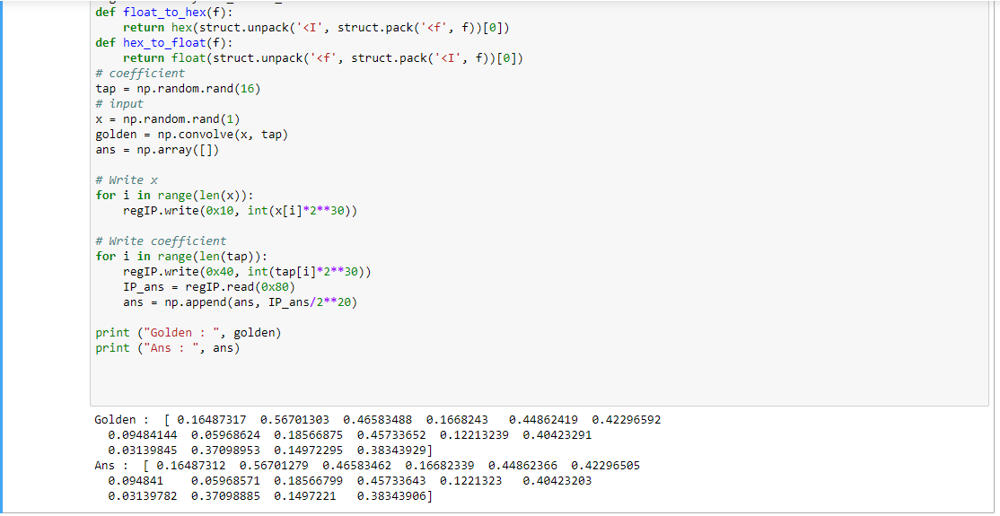 def float_to_hex(f):
    return hex(struct.unpack('<I', struct.pack('<f', f))[0])
def hex_to_float(f):
    return float(struct.unpack('<f', struct.pack('<I', f))[0])
# coefficient
tap = np.random.rand(16)
# input
x = np.random.rand(1)
golden = np.convolve(x, tap)
ans = np.array([])

# Write x
for i in range(len(x)):
    regIP.write(0x10, int(x[i]*2**30))

# Write coefficient
for i in range(len(tap)):
    regIP.write(0x40, int(tap[i]*2**30))
    IP_ans = regIP.read(0x80)
    ans = np.append(ans, IP_ans/2**20)

print ("Golden : ", golden)
print ("Ans : ", ans)

Golden :  [ 0.16487317  0.56701303  0.46583488  0.1668243   0.44862419  0.42296592
  0.09484144  0.05968624  0.18566875  0.45733652  0.12213239  0.40423291
  0.03139845  0.37098953  0.14972295  0.38343929]
Ans :  [ 0.16487312  0.56701279  0.46583462  0.16682339  0.44862366  0.42296505
  0.094841    0.05968571  0.18566799  0.45733643  0.1221323   0.40423203
  0.03139782  0.37098885  0.1497221   0.38343906]